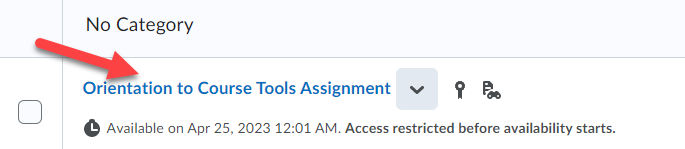 No Category
Orientation to Course Tools Assignment
Available on Apr 25, 2023 12:01 AM. Access restricted before availability starts.